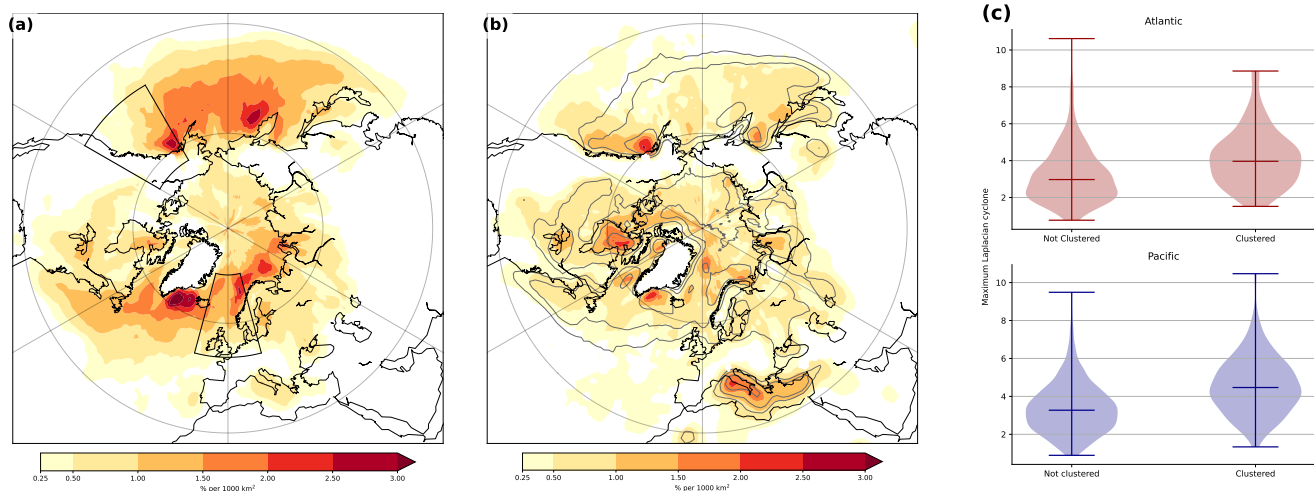 (a)
0.25 0.50 1.00 1.50 2.00 2.50 3.00
% per 1000 km²
(b)
0.25 0.50 1.00 1.50 2.00 2.50 3.00
% per 1000 km²
(c)
Maximum Laplacian cyclone
Atlantic
10
8
6
4
2
Not Clustered Clustered
Pacific
10
8
6
4
2
Not clustered Clustered